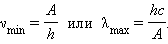 ν_min = A/h или λ_max = hc/A.